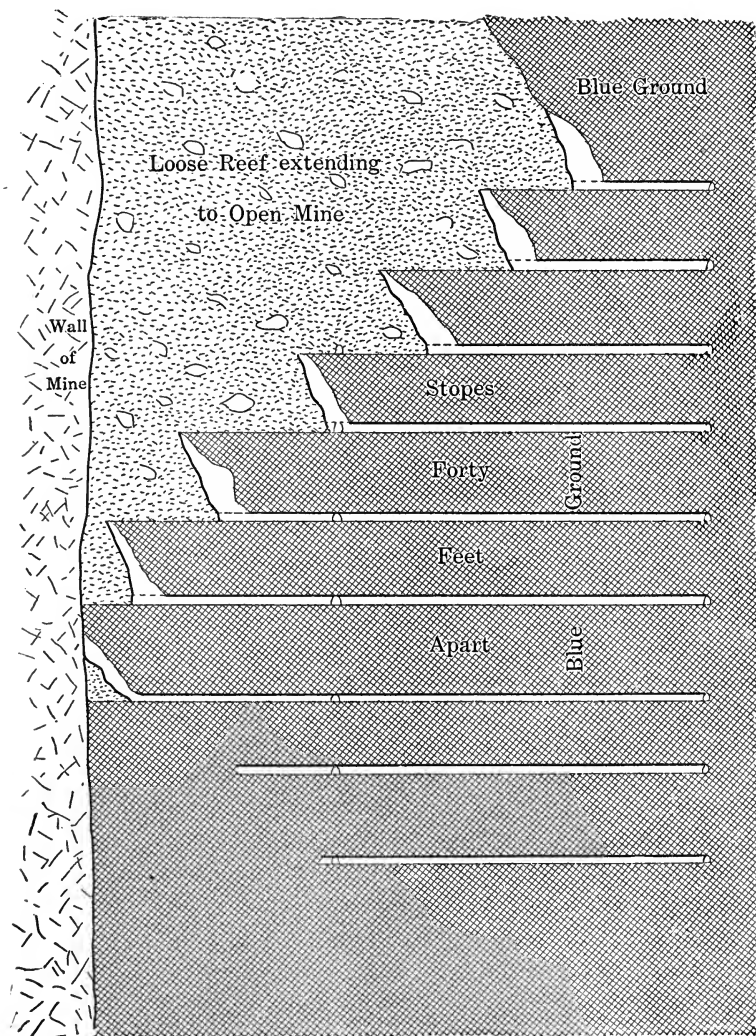 Blue Ground
Loose Reef extending
to Open Mine
Wall
of
Mine
Stopes
Forty
Feet
Apart
Blue Ground